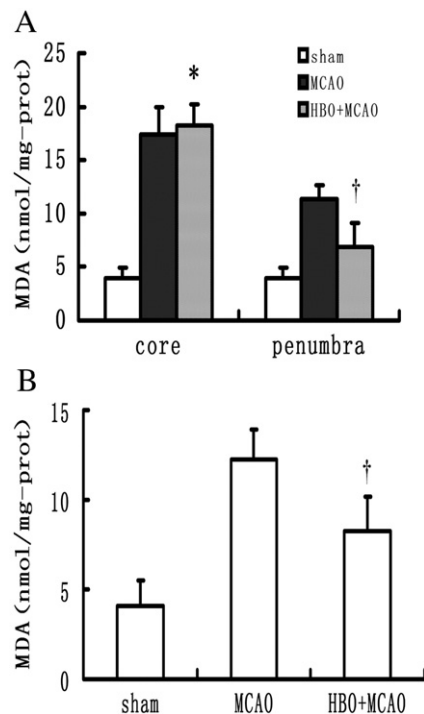 A
MDA (nmol/mg-prot)
25
20
15
10
5
0
sham
MCAO
HBO+MCAO
*
†
core
penumbra
B
MDA (nmol/mg-prot)
15
10
5
0
†
sham
MCAO
HBO+MCAO